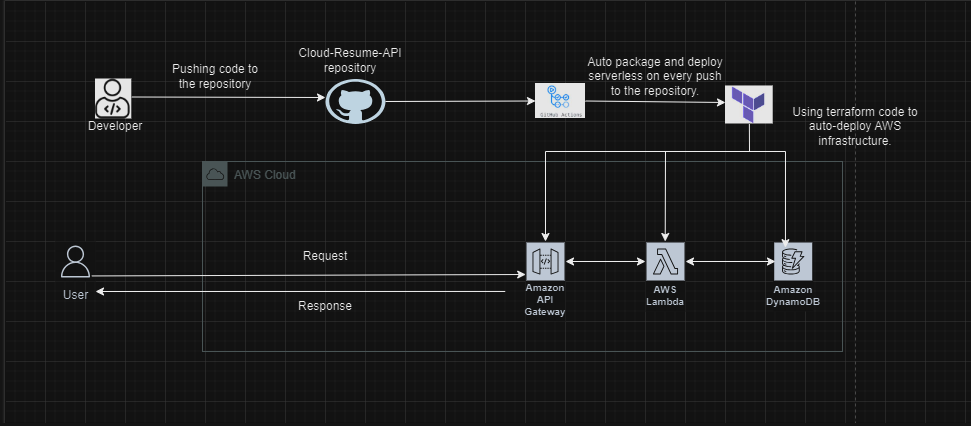 Cloud-Resume-API
repository
Pushing code to
the repository
Auto package and deploy
serverless on every push
to the repository.
Developer
GitHub Actions
Using terraform code to
auto-deploy AWS
infrastructure.
AWS Cloud
Request
User
Response
Amazon
API
Gateway
AWS
Lambda
Amazon
DynamoDB